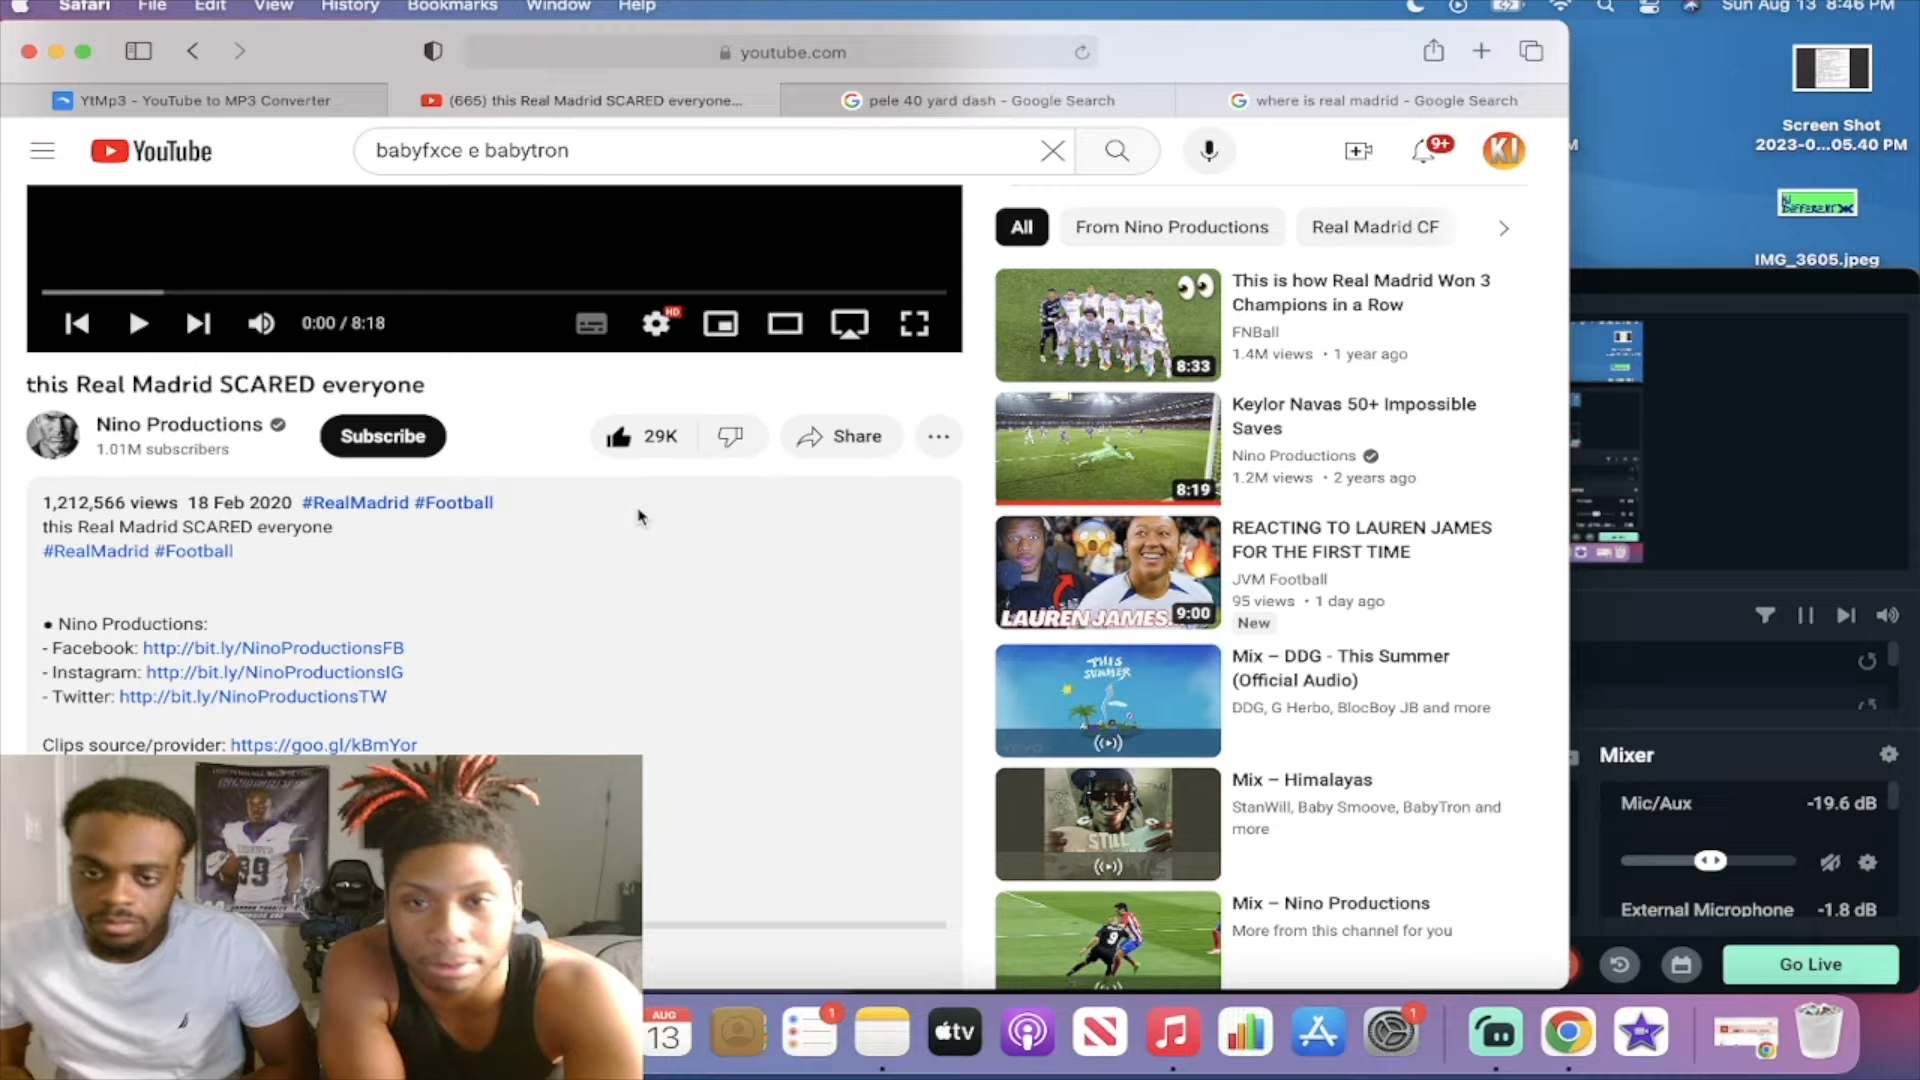 Safari File Edit View History Bookmarks Window Help
Sun Aug 13 8:46 PM
youtube.com
YtMp3 - YouTube to MP3 Converter
(665) this Real Madrid SCARED everyone...
pele 40 yard dash - Google Search
where is real madrid - Google Search
YouTube
babyfxce e babytron
9+
KI
Screen Shot
2023-0...05.40 PM
IMG_3605.jpeg
HD
0:00 / 8:18
this Real Madrid SCARED everyone
Nino Productions
1.01M subscribers
Subscribe
29K
Share
1,212,566 views 18 Feb 2020 #RealMadrid #Football
this Real Madrid SCARED everyone
#RealMadrid #Football
● Nino Productions:
- Facebook: http://bit.ly/NinoProductionsFB
- Instagram: http://bit.ly/NinoProductionsIG
- Twitter: http://bit.ly/NinoProductionsTW
Clips source/provider: https://goo.gl/kBmYor
All
From Nino Productions
Real Madrid CF
This is how Real Madrid Won 3
Champions in a Row
FNBall
1.4M views • 1 year ago
8:33
Keylor Navas 50+ Impossible
Saves
Nino Productions
1.2M views • 2 years ago
8:19
REACTING TO LAUREN JAMES
FOR THE FIRST TIME
JVM Football
95 views • 1 day ago
New
LAUREN JAMES
9:00
Mix – DDG - This Summer
(Official Audio)
DDG, G Herbo, BlocBoy JB and more
THIS
SUMMER
Mix – Himalayas
StanWill, Baby Smoove, BabyTron and
more
STILL
Mix – Nino Productions
More from this channel for you
9
99
Mixer
Mic/Aux
-19.6 dB
External Microphone
-1.8 dB
Go Live
AUG
13
1
tv
1